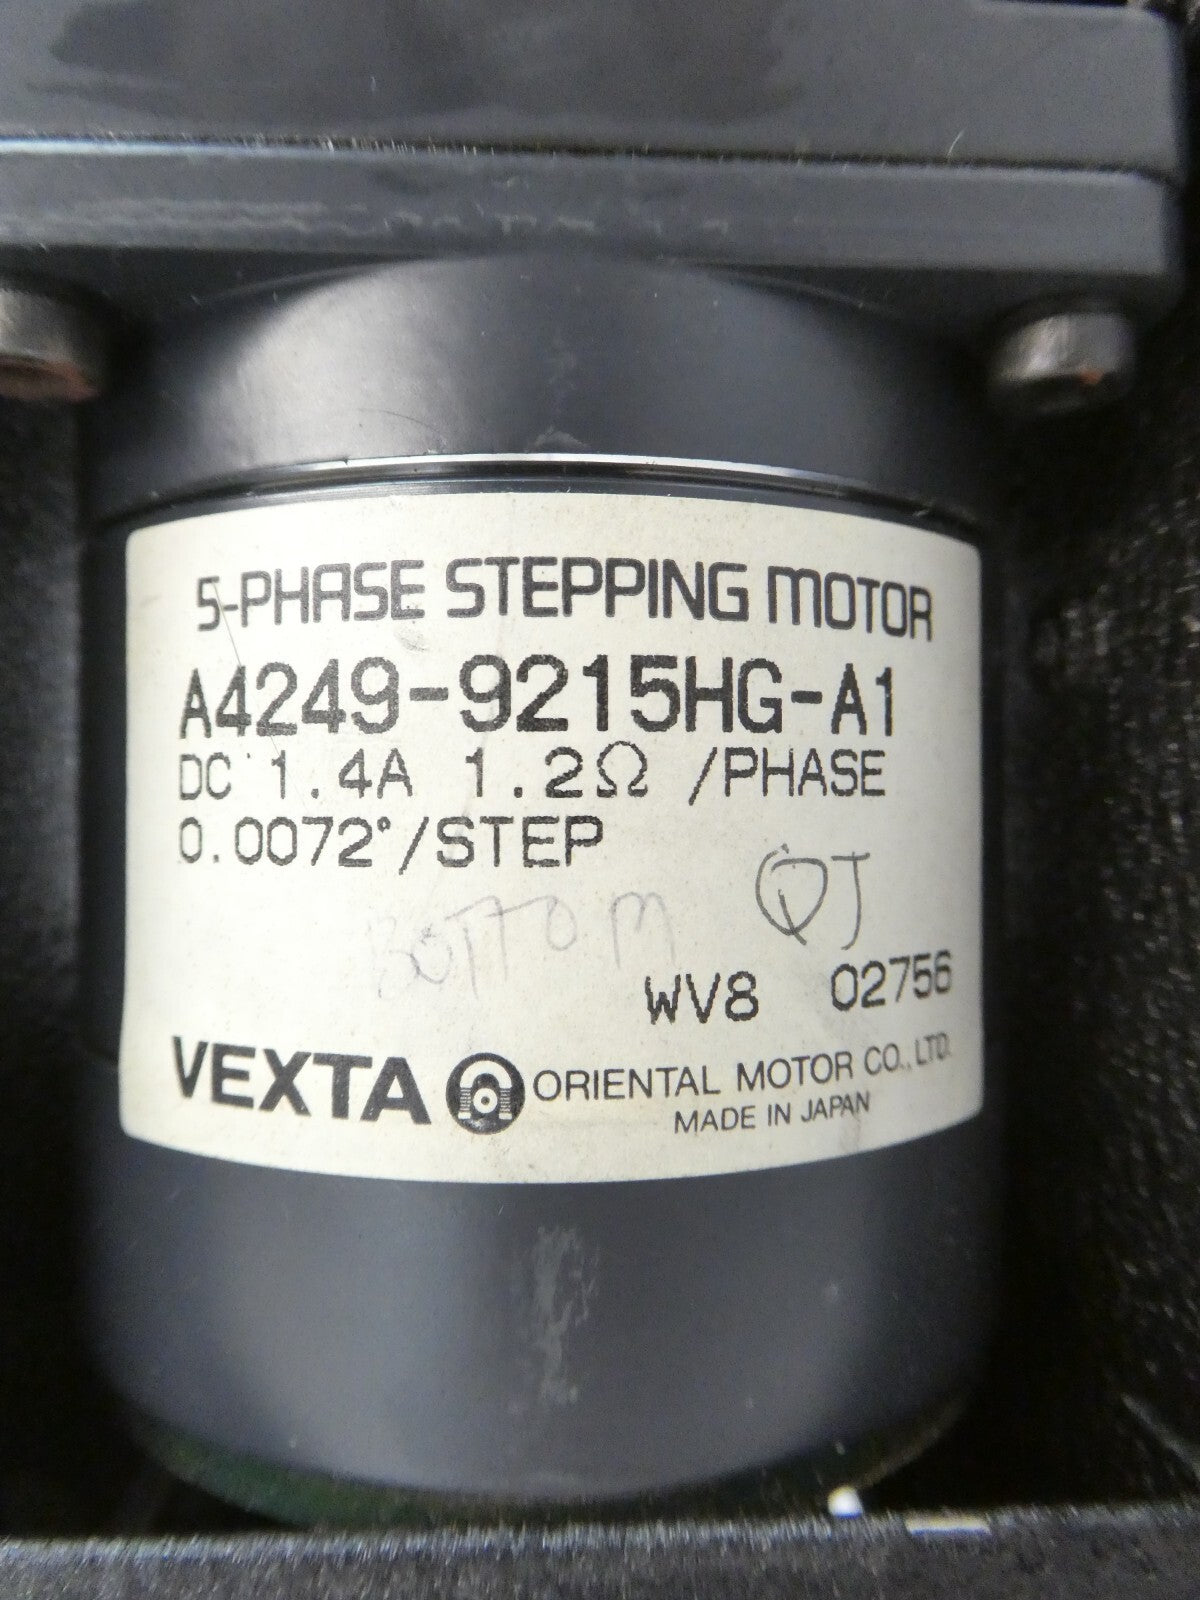 5-PHASE STEPPING MOTOR
A4249-9215HG-A1
DC 1.4A 1.2Ω /PHASE
0.0072°/STEP
BOTTOM
QJ
WV8 02756
VEXTA ORIENTAL MOTOR CO., LTD.
MADE IN JAPAN